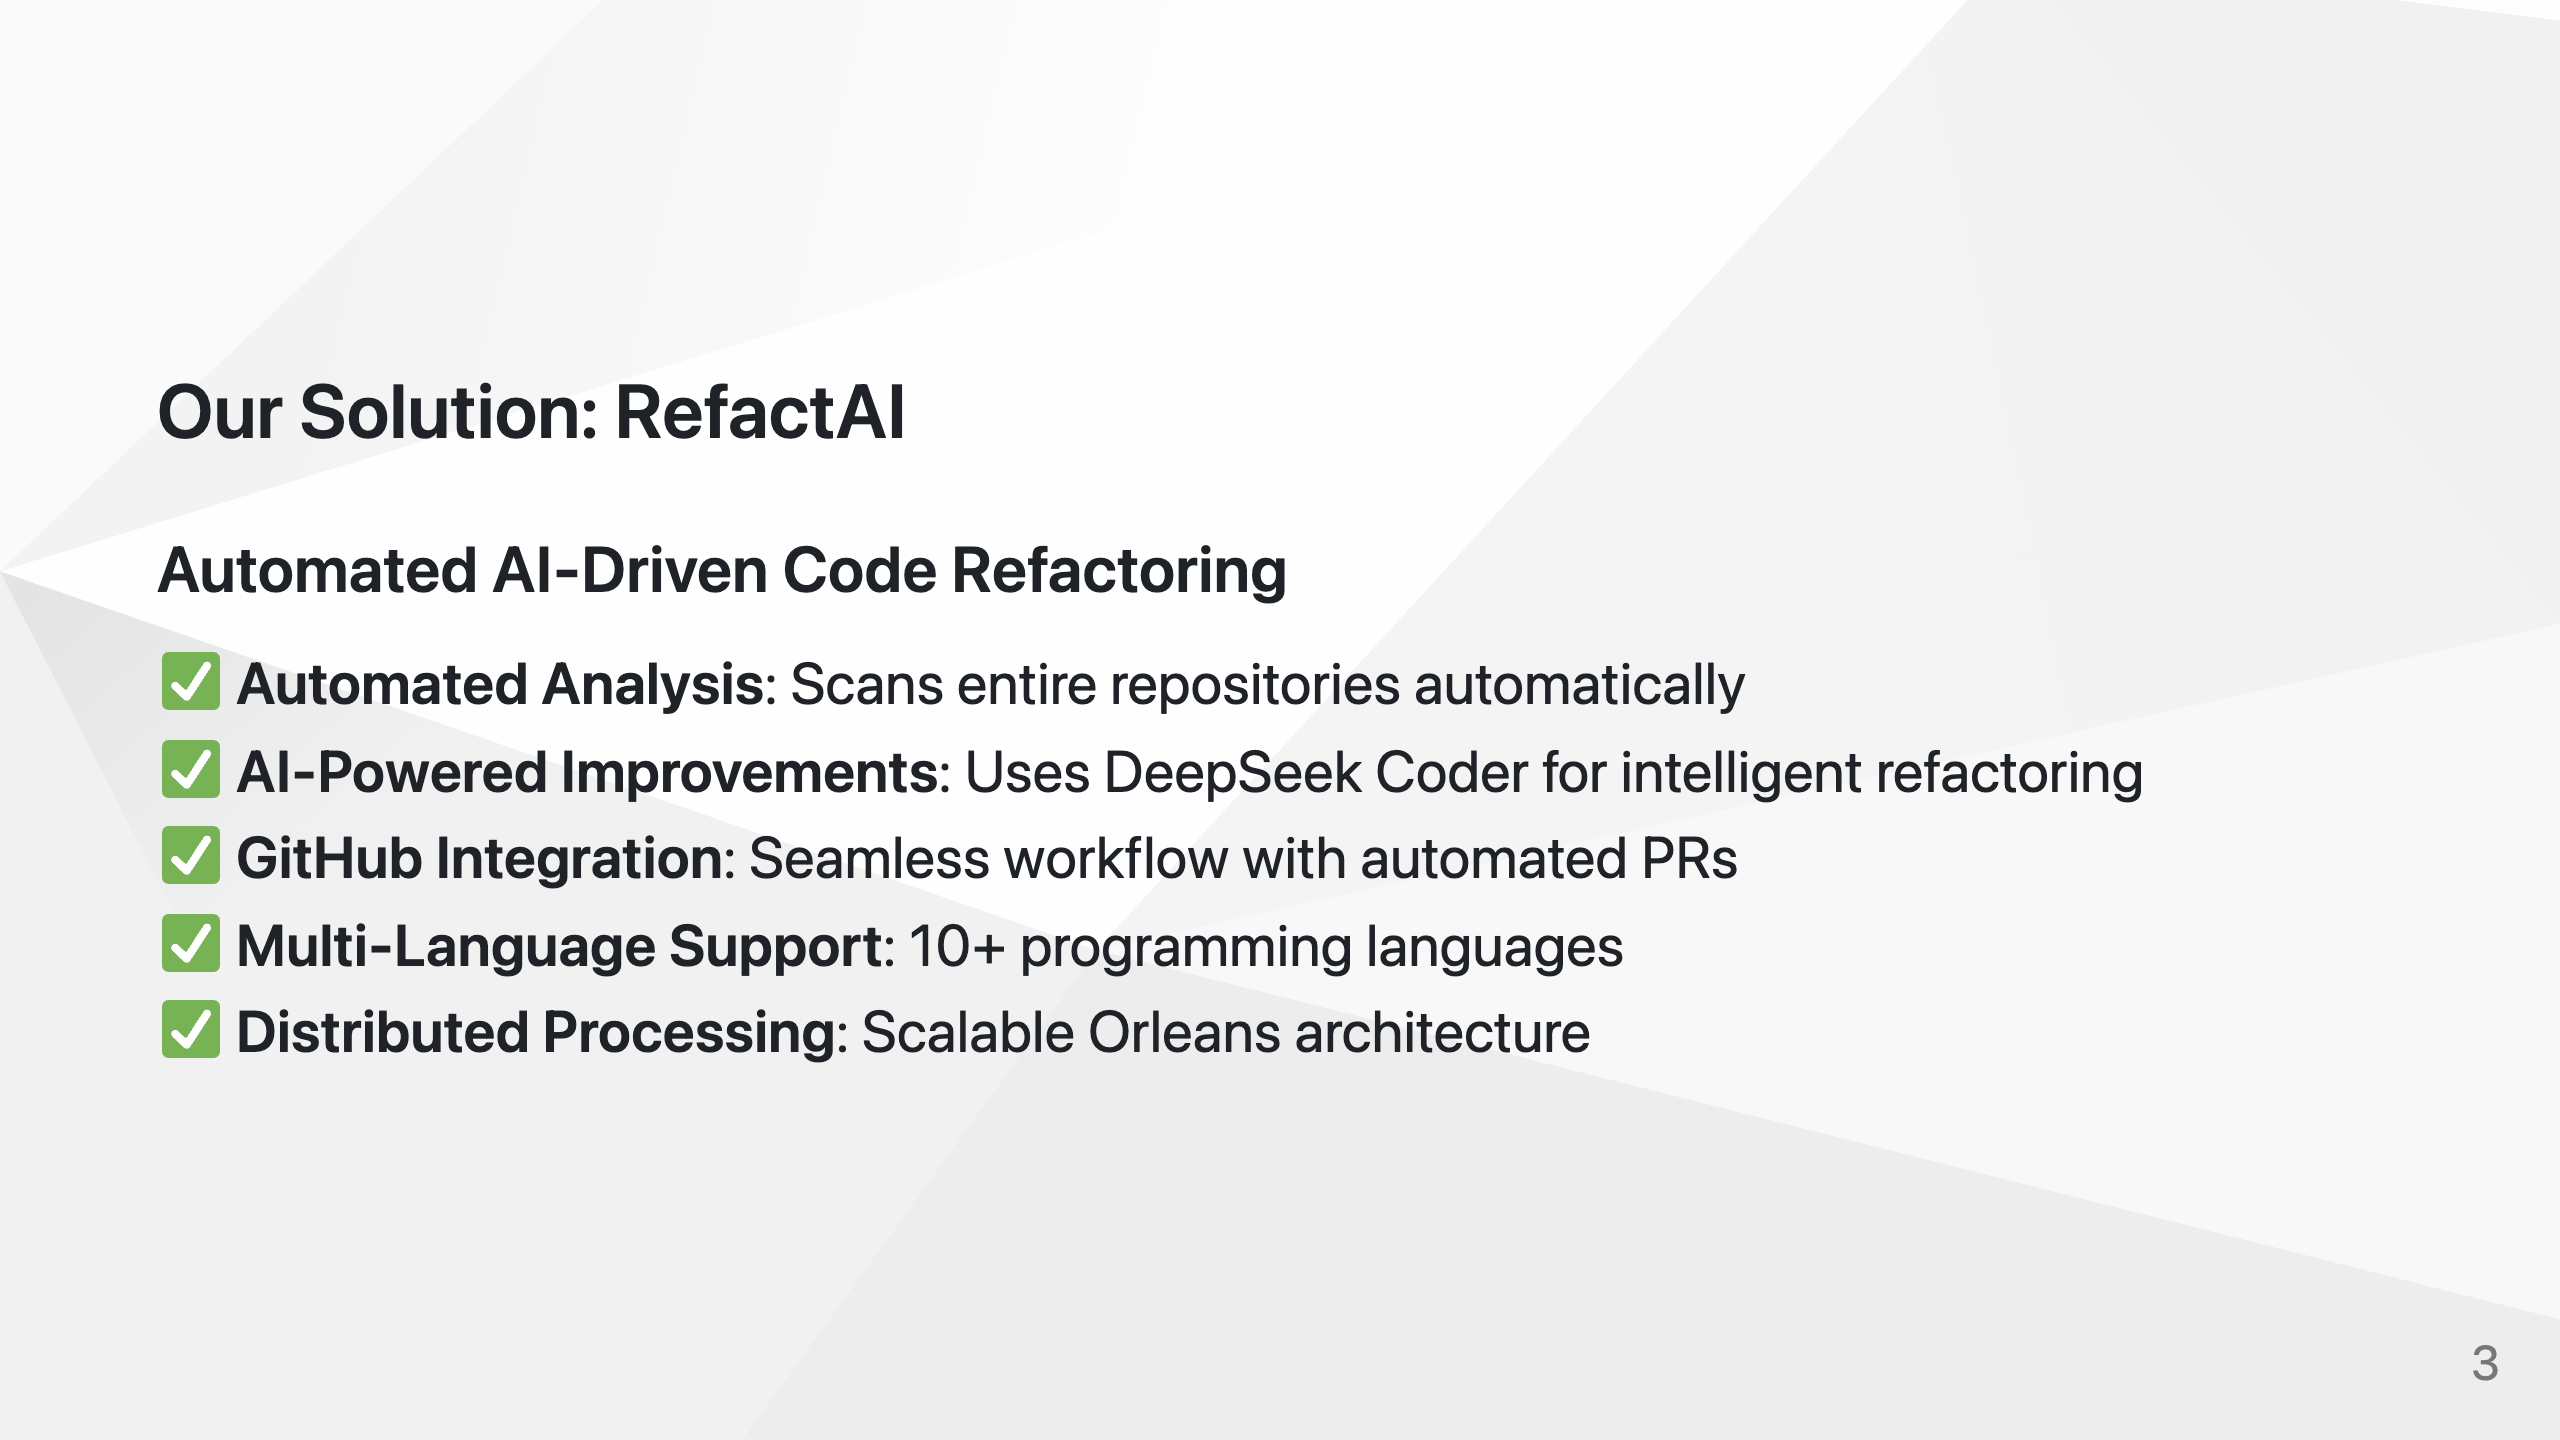 Our Solution: RefactAI
Automated AI-Driven Code Refactoring
✅ Automated Analysis: Scans entire repositories automatically
✅ AI-Powered Improvements: Uses DeepSeek Coder for intelligent refactoring
✅ GitHub Integration: Seamless workflow with automated PRs
✅ Multi-Language Support: 10+ programming languages
✅ Distributed Processing: Scalable Orleans architecture
3